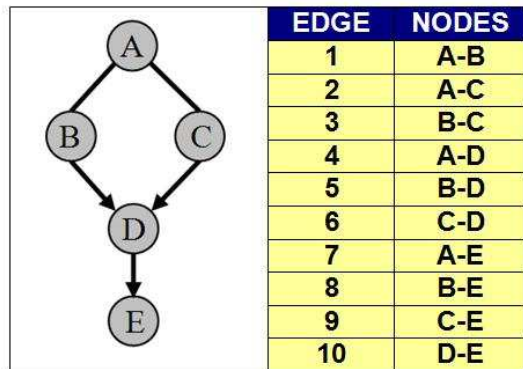 A
B C
D
E
EDGE NODES
1 A-B
2 A-C
3 B-C
4 A-D
5 B-D
6 C-D
7 A-E
8 B-E
9 C-E
10 D-E